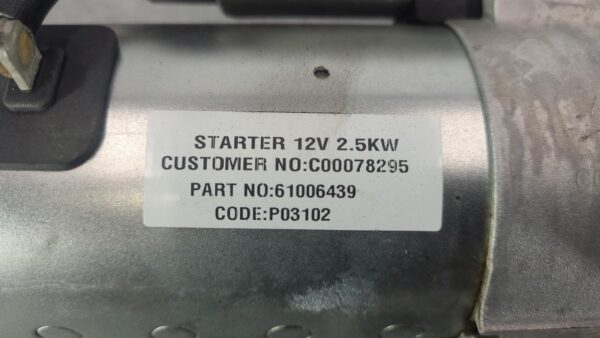 STARTER 12V 2.5KW
CUSTOMER NO:C00078295
PART NO:61006439
CODE:P03102